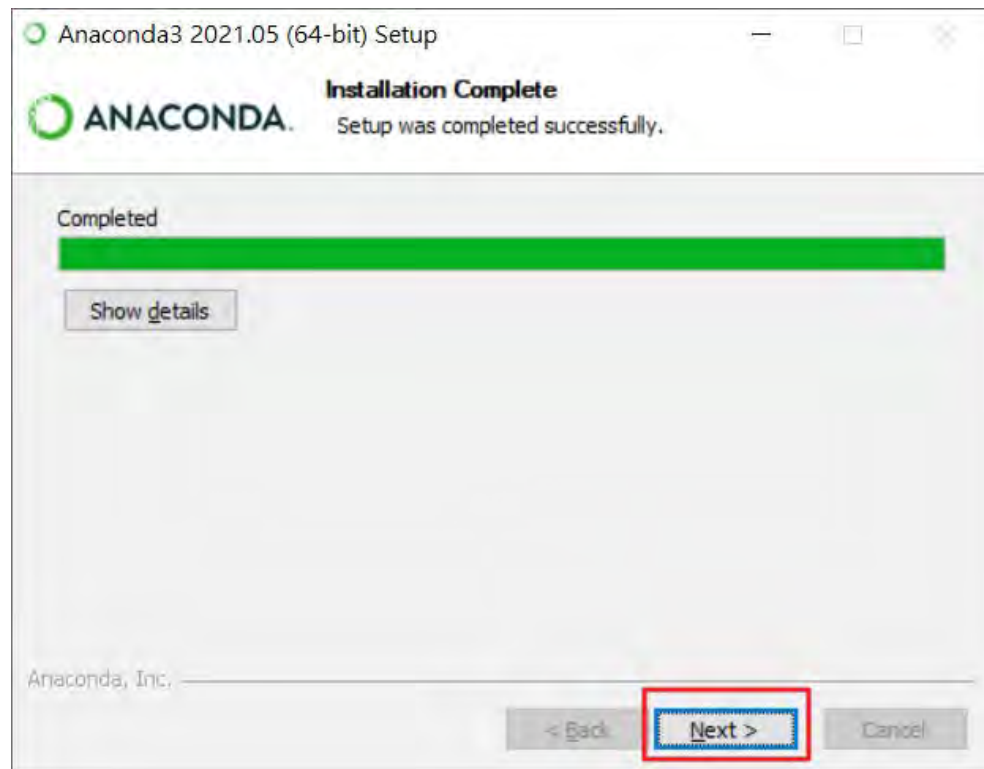 Anaconda3 2021.05 (64-bit) Setup
ANACONDA.
Installation Complete
Setup was completed successfully.
Completed
Show details
Anaconda, Inc.
< Back
Next >
Cancel